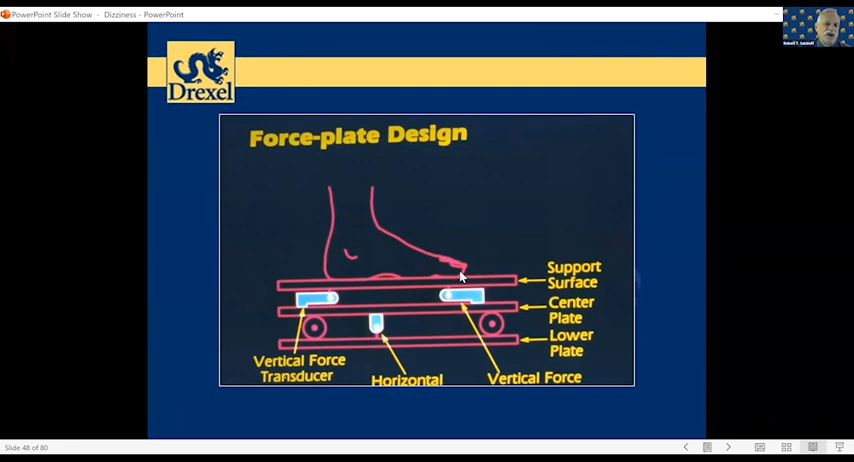 PowerPoint Slide Show - Dizziness - PowerPoint
Drexel
Force-plate Design
Support
Surface
Center
Plate
Lower
Plate
Vertical Force
Transducer
Horizontal
Vertical Force
Slide 48 of 80